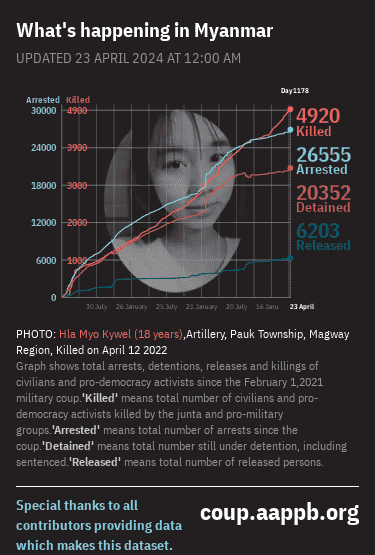 What's happening in Myanmar
UPDATED 23 APRIL 2024 AT 12:00 AM
Day1178
Arrested Killed
30000 4900
24000 3900
18000 3000
12000 2000
6000 1000
0
4920
Killed
26555
Arrested
20352
Detained
6203
Released
30 July 26 January 25 July 21 January 20 July 16 Janu 23 April
PHOTO: Hla Myo Kywel (18 years),Artillery, Pauk Township, Magway
Region, Killed on April 12 2022
Graph shows total arrests, detentions, releases and killings of
civilians and pro-democracy activists since the February 1,2021
military coup.'Killed' means total number of civilians and pro-
democracy activists killed by the junta and pro-military
groups.'Arrested' means total number of arrests since the
coup.'Detained' means total number still under detention, including
sentenced.'Released' means total number of released persons.
Special thanks to all
contributors providing data
which makes this dataset.
coup.aappb.org